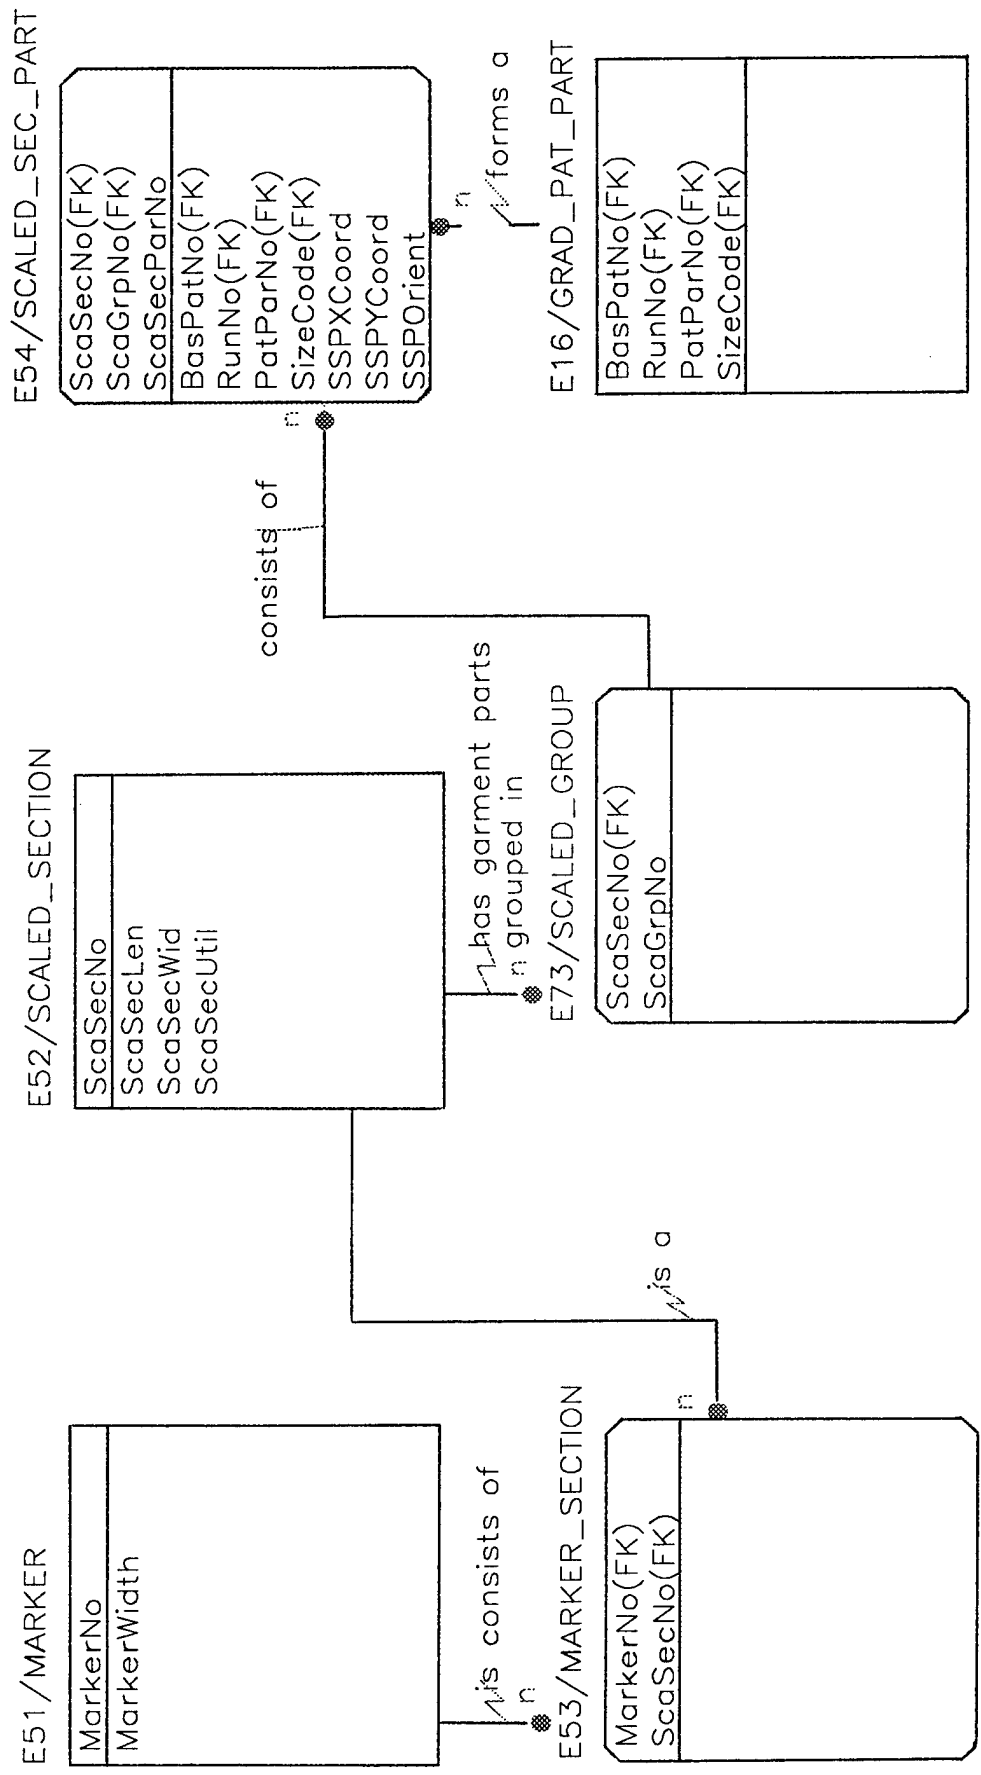 E51/MARKER
MarkerNo
MarkerWidth
is consists of
n
E53/MARKER_SECTION
MarkerNo(FK)
ScaSecNo(FK)
n
is a
E52/SCALED_SECTION
ScaSecNo
ScaSecLen
ScaSecWid
ScaSecUtil
has garment parts
n grouped in
E73/SCALED_GROUP
ScaSecNo(FK)
ScaGrpNo
consists of
n
E54/SCALED_SEC_PART
ScaSecNo(FK)
ScaGrpNo(FK)
ScaSecParNo
BasPatNo(FK)
RunNo(FK)
PatParNo(FK)
SizeCode(FK)
SSPXCoord
SSPYCoord
SSPOrient
n
forms a
E16/GRAD_PAT_PART
BasPatNo(FK)
RunNo(FK)
PatParNo(FK)
SizeCode(FK)